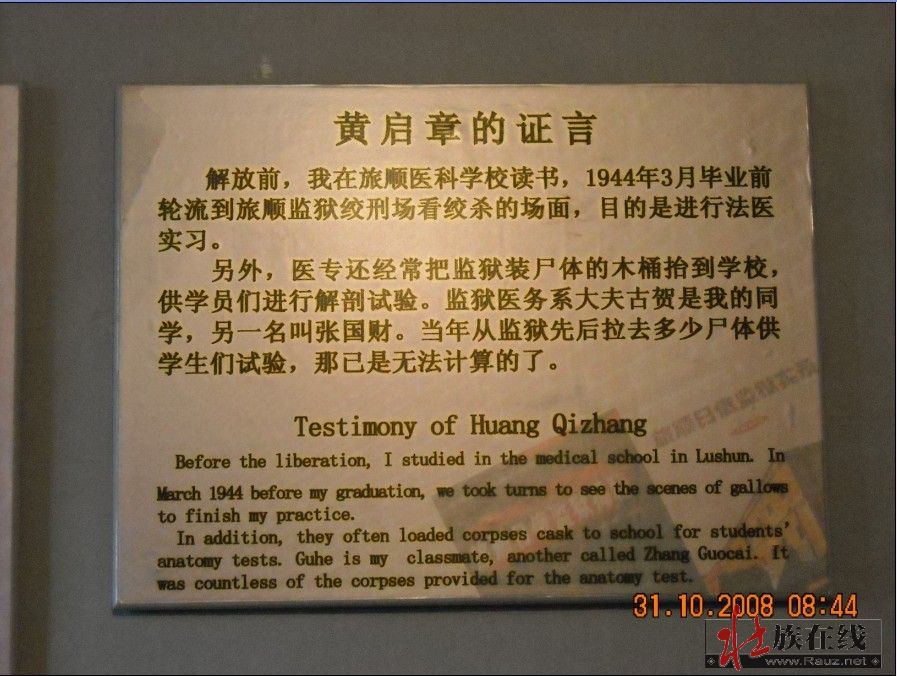 黄启章的证言
解放前，我在旅顺医科学校读书，1944年3月毕业前
轮流到旅顺监狱绞刑场看绞杀的场面，目的是进行法医
实习。
另外，医专还经常把监狱装尸体的木桶抬到学校，
供学员们进行解剖试验。监狱医务系大夫古贺是我的同
学，另一名叫张国财。当年从监狱先后拉去多少尸体供
学生们试验，那已是无法计算的了。
Testimony of Huang Qizhang
Before the liberation, I studied in the medical school in Lushun. In
March 1944 before my graduation, we took turns to see the scenes of gallows
to finish my practice.
In addition, they often loaded corpses cask to school for students'
anatomy tests. Guhe is my classmate, another called Zhang Guocai. It
was countless of the corpses provided for the anatomy test.
31.10.2008 08:44
壮族在线
www.Rauz.net